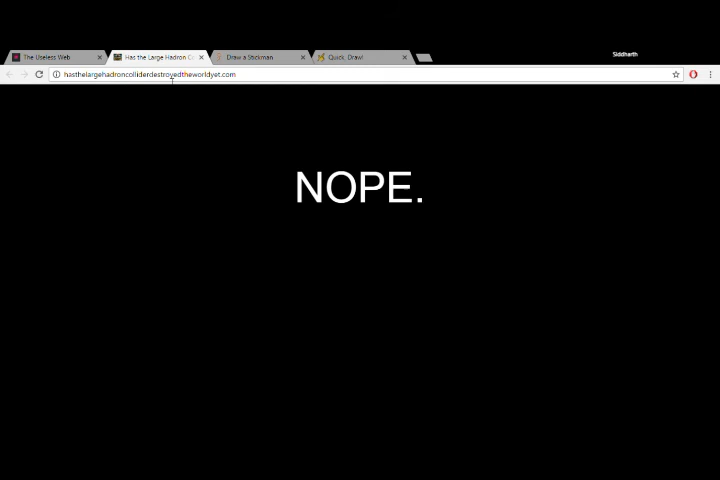 The Useless Web
Has the Large Hadron Co
Draw a Stickman
Quick, Draw!
Siddharth
hasthelargehadroncolliderdestroyedtheworldyet.com
NOPE.